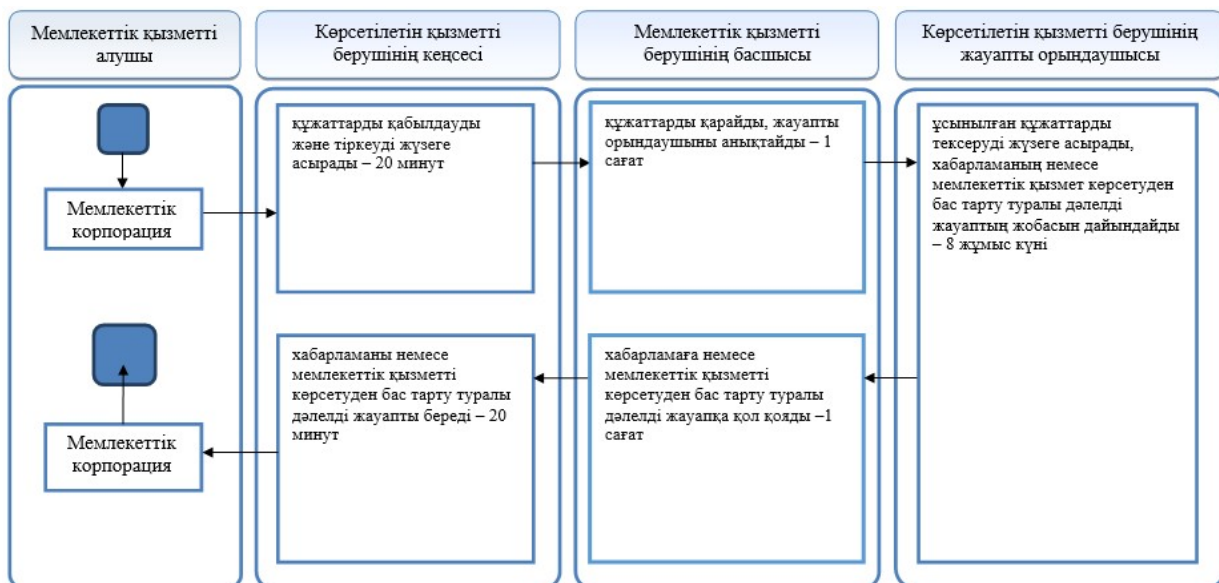 Мемлекеттік қызметті
алушы
Көрсетілетін қызметті
берушінің кеңсесі
Мемлекеттік қызметті
берушінің басшысы
Көрсетілетін қызметті берушінің
жауапты орындаушысы
Мемлекеттік
корпорация
құжаттарды қабылдауды
және тіркеуді жүзеге
асырады – 20 минут
құжаттарды қарайды, жауапты
орындаушыны анықтайды – 1
сағат
ұсынылған құжаттарды
тексеруді жүзеге асырады,
хабарламаның немесе
мемлекеттік қызмет көрсетуден
бас тарту туралы дәлелді
жауаптың жобасын дайындайды
– 8 жұмыс күні
хабарламаға немесе
мемлекеттік қызметті
көрсетуден бас тарту туралы
дәлелді жауапқа қол қояды –1
сағат
хабарламаны немесе
мемлекеттік қызметті
көрсетуден бас тарту туралы
дәлелді жауапты береді – 20
минут
Мемлекеттік
корпорация